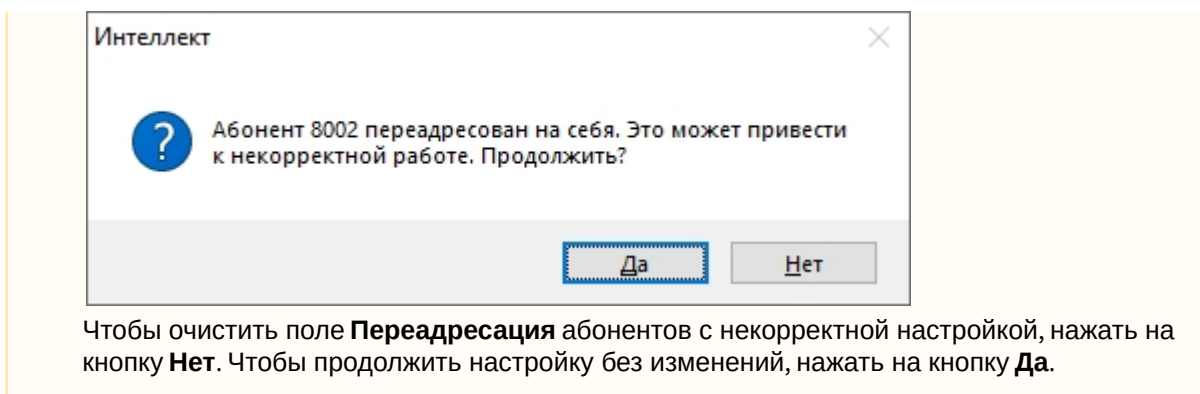 Интеллект
Абонент 8002 переадресован на себя. Это может привести
к некорректной работе. Продолжить?
Да
Нет
Чтобы очистить поле Переадресация абонентов с некорректной настройкой, нажать на
кнопку Нет. Чтобы продолжить настройку без изменений, нажать на кнопку Да.